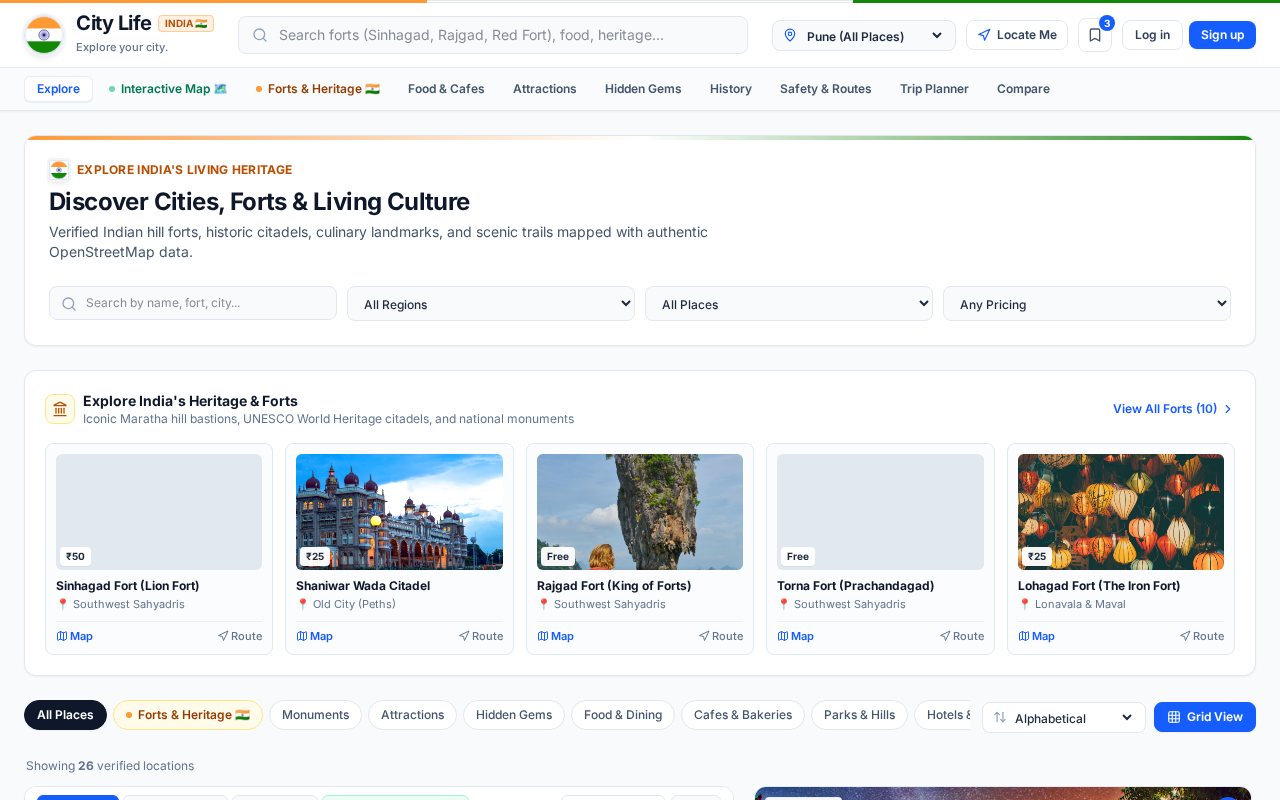 City Life INDIA🇮🇳
Explore your city.
Search forts (Sinhagad, Rajgad, Red Fort), food, heritage...
Pune (All Places)
Locate Me
3
Log in
Sign up
Explore
Interactive Map 🗺️
Forts & Heritage 🇮🇳
Food & Cafes
Attractions
Hidden Gems
History
Safety & Routes
Trip Planner
Compare
EXPLORE INDIA'S LIVING HERITAGE
Discover Cities, Forts & Living Culture
Verified Indian hill forts, historic citadels, culinary landmarks, and scenic trails mapped with authentic
OpenStreetMap data.
Search by name, fort, city...
All Regions
All Places
Any Pricing
Explore India's Heritage & Forts
Iconic Maratha hill bastions, UNESCO World Heritage citadels, and national monuments
View All Forts (10)
₹50
Sinhagad Fort (Lion Fort)
📍 Southwest Sahyadris
Map
Route
₹25
Shaniwar Wada Citadel
📍 Old City (Peths)
Map
Route
Free
Rajgad Fort (King of Forts)
📍 Southwest Sahyadris
Map
Route
Free
Torna Fort (Prachandagad)
📍 Southwest Sahyadris
Map
Route
₹25
Lohagad Fort (The Iron Fort)
📍 Lonavala & Maval
Map
Route
All Places
Forts & Heritage 🇮🇳
Monuments
Attractions
Hidden Gems
Food & Dining
Cafes & Bakeries
Parks & Hills
Hotels &
Alphabetical
Grid View
Showing 26 verified locations